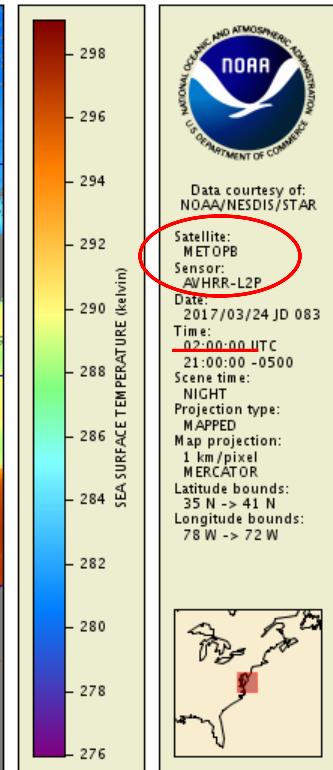 298
296
294
292
290
288
286
284
282
280
278
276
SEA SURFACE TEMPERATURE (kelvin)
NATIONAL OCEANIC AND ATMOSPHERIC ADMINISTRATION
NOAA
U.S. DEPARTMENT OF COMMERCE
Data courtesy of:
NOAA/NESDIS/STAR
Satellite:
METOPB
Sensor:
AVHRR-L2P
Date:
2017/03/24 JD 083
Time:
02:00:00 UTC
21:00:00 -0500
Scene time:
NIGHT
Projection type:
MAPPED
Map projection:
1 km/pixel
MERCATOR
Latitude bounds:
35 N -> 41 N
Longitude bounds:
78 W -> 72 W